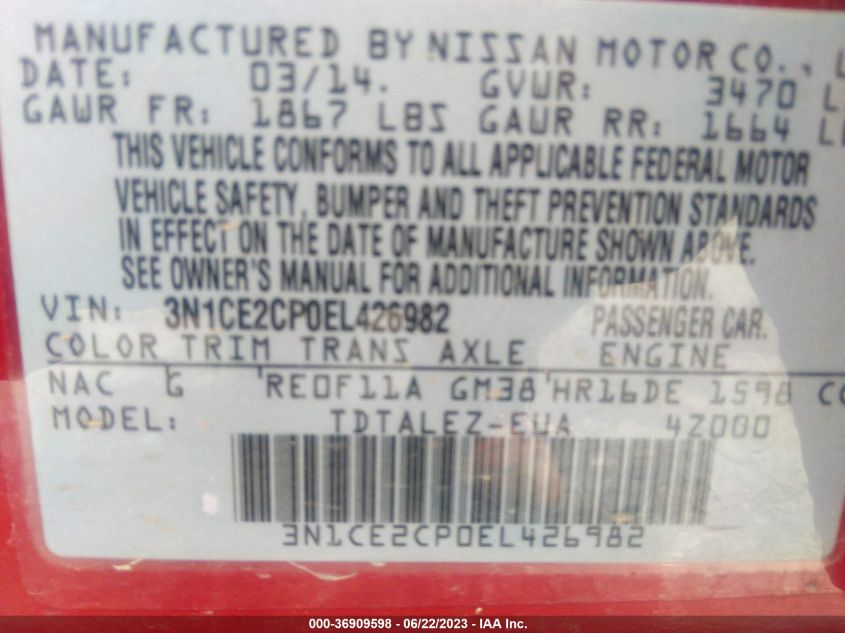 MANUFACTURED BY NISSAN MOTOR CO., L
DATE: 03/14. GVWR: 3470 L
GAWR FR: 1867 LBS GAWR RR: 1664 LB
THIS VEHICLE CONFORMS TO ALL APPLICABLE FEDERAL MOTOR
VEHICLE SAFETY, BUMPER AND THEFT PREVENTION STANDARDS
IN EFFECT ON THE DATE OF MANUFACTURE SHOWN ABOVE.
SEE OWNER'S MANUAL FOR ADDITIONAL INFORMATION.
VIN: 3N1CE2CP0EL426982 PASSENGER CAR.
COLOR TRIM TRANS AXLE ENGINE
NAC G RE0F11A GM38 HR16DE 1598 CC
MODEL: TDTALEZ-EUA 4Z000
3N1CE2CP0EL426982
000-36909598 - 06/22/2023 - IAA Inc.